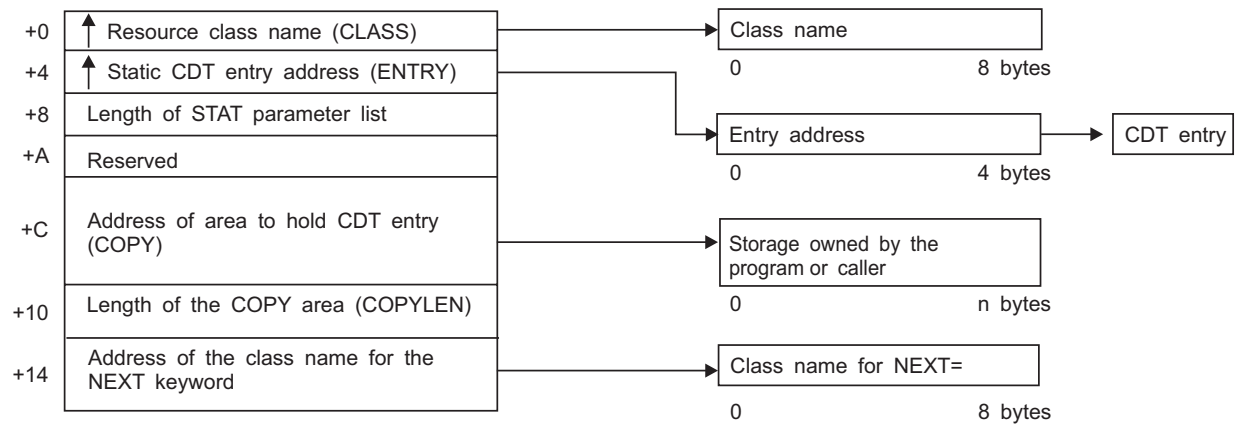 +0 Resource class name (CLASS)
Class name
0 8 bytes
+4 Static CDT entry address (ENTRY)
+8 Length of STAT parameter list
Entry address
CDT entry
0 4 bytes
+A Reserved
+C Address of area to hold CDT entry
(COPY)
Storage owned by the
program or caller
0 n bytes
+10 Length of the COPY area (COPYLEN)
+14 Address of the class name for the
NEXT keyword
Class name for NEXT=
0 8 bytes